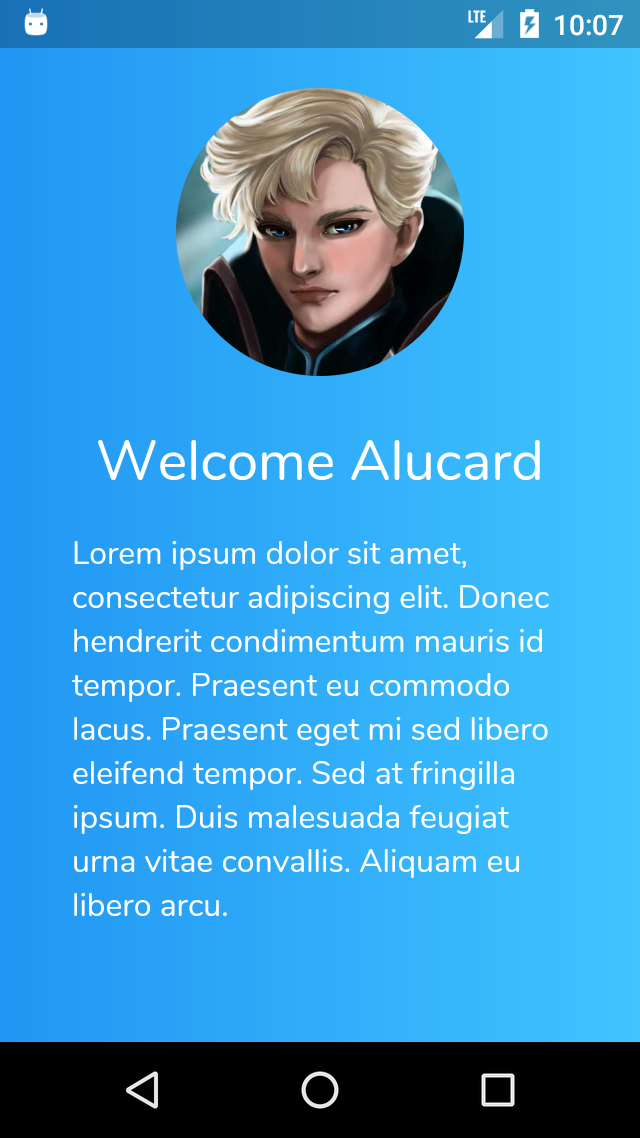 LTE 10:07
Welcome Alucard
Lorem ipsum dolor sit amet,
consectetur adipiscing elit. Donec
hendrerit condimentum mauris id
tempor. Praesent eu commodo
lacus. Praesent eget mi sed libero
eleifend tempor. Sed at fringilla
ipsum. Duis malesuada feugiat
urna vitae convallis. Aliquam eu
libero arcu.